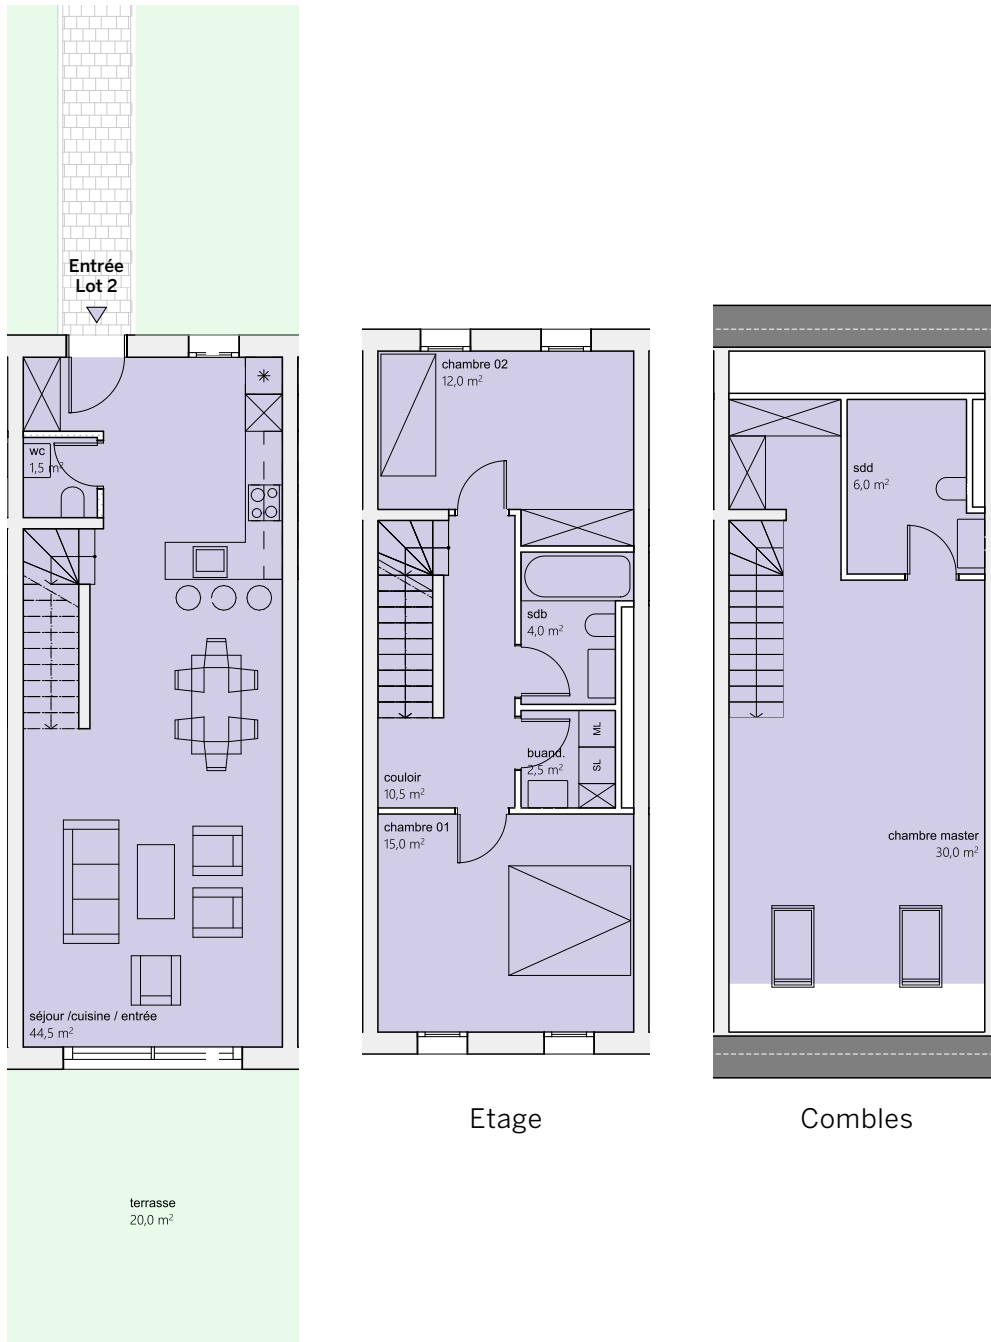 Entrée
Lot 2
wc
1,5 m²
séjour /cuisine / entrée
44,5 m²
terrasse
20,0 m²
chambre 02
12,0 m²
sdb
4,0 m²
buand.
2,5 m²
ML
SL
couloir
10,5 m²
chambre 01
15,0 m²
Etage
sdd
6,0 m²
chambre master
30,0 m²
Combles